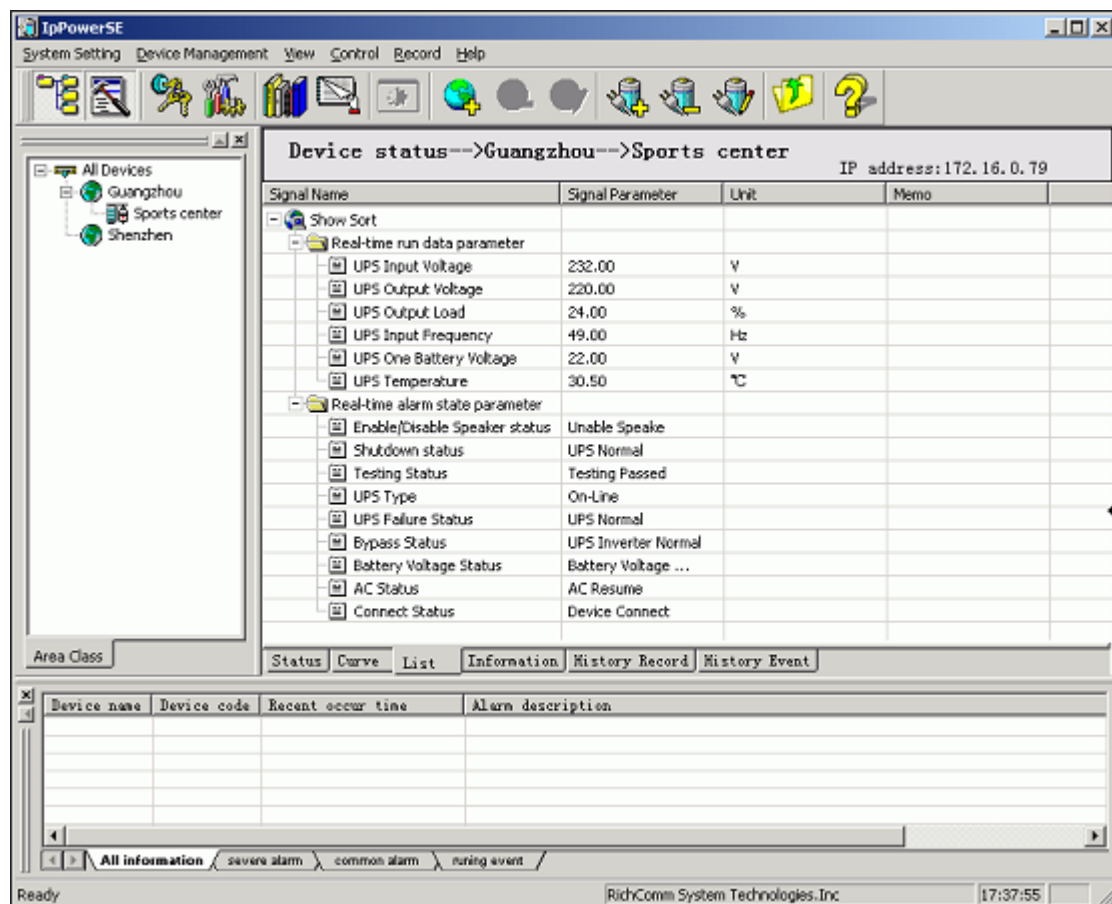 IpPowerSE
System Setting Device Management View Control Record Help
Device status-->Guangzhou-->Sports center
IP address:172.16.0.79
All Devices
Guangzhou
Sports center
Shenzhen
Area Class
Signal Name Signal Parameter Unit Memo
Show Sort
Real-time run data parameter
UPS Input Voltage 232.00 V
UPS Output Voltage 220.00 V
UPS Output Load 24.00 %
UPS Input Frequency 49.00 Hz
UPS One Battery Voltage 22.00 V
UPS Temperature 30.50 ℃
Real-time alarm state parameter
Enable/Disable Speaker status Unable Speake
Shutdown status UPS Normal
Testing Status Testing Passed
UPS Type On-Line
UPS Failure Status UPS Normal
Bypass Status UPS Inverter Normal
Battery Voltage Status Battery Voltage ...
AC Status AC Resume
Connect Status Device Connect
Status Curve List Information History Record History Event
Device name Device code Recent occur time Alarm description
All information severe alarm common alarm runing event
Ready RichComm System Technologies.Inc 17:37:55